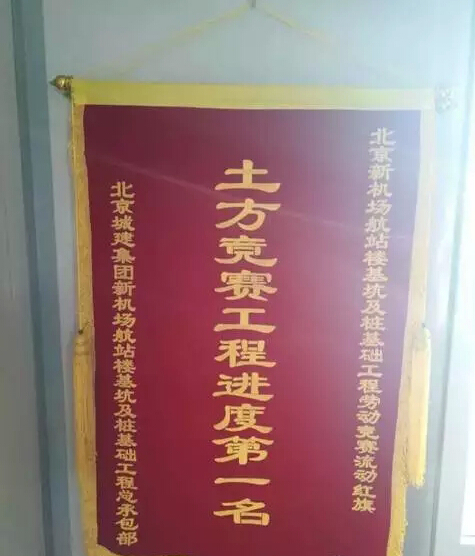 北京新机场航站楼基坑及桩基础工程劳动竞赛流动红旗
土方竞赛工程进度第一名
北京城建集团新机场航站楼基坑及桩基础工程总承包部